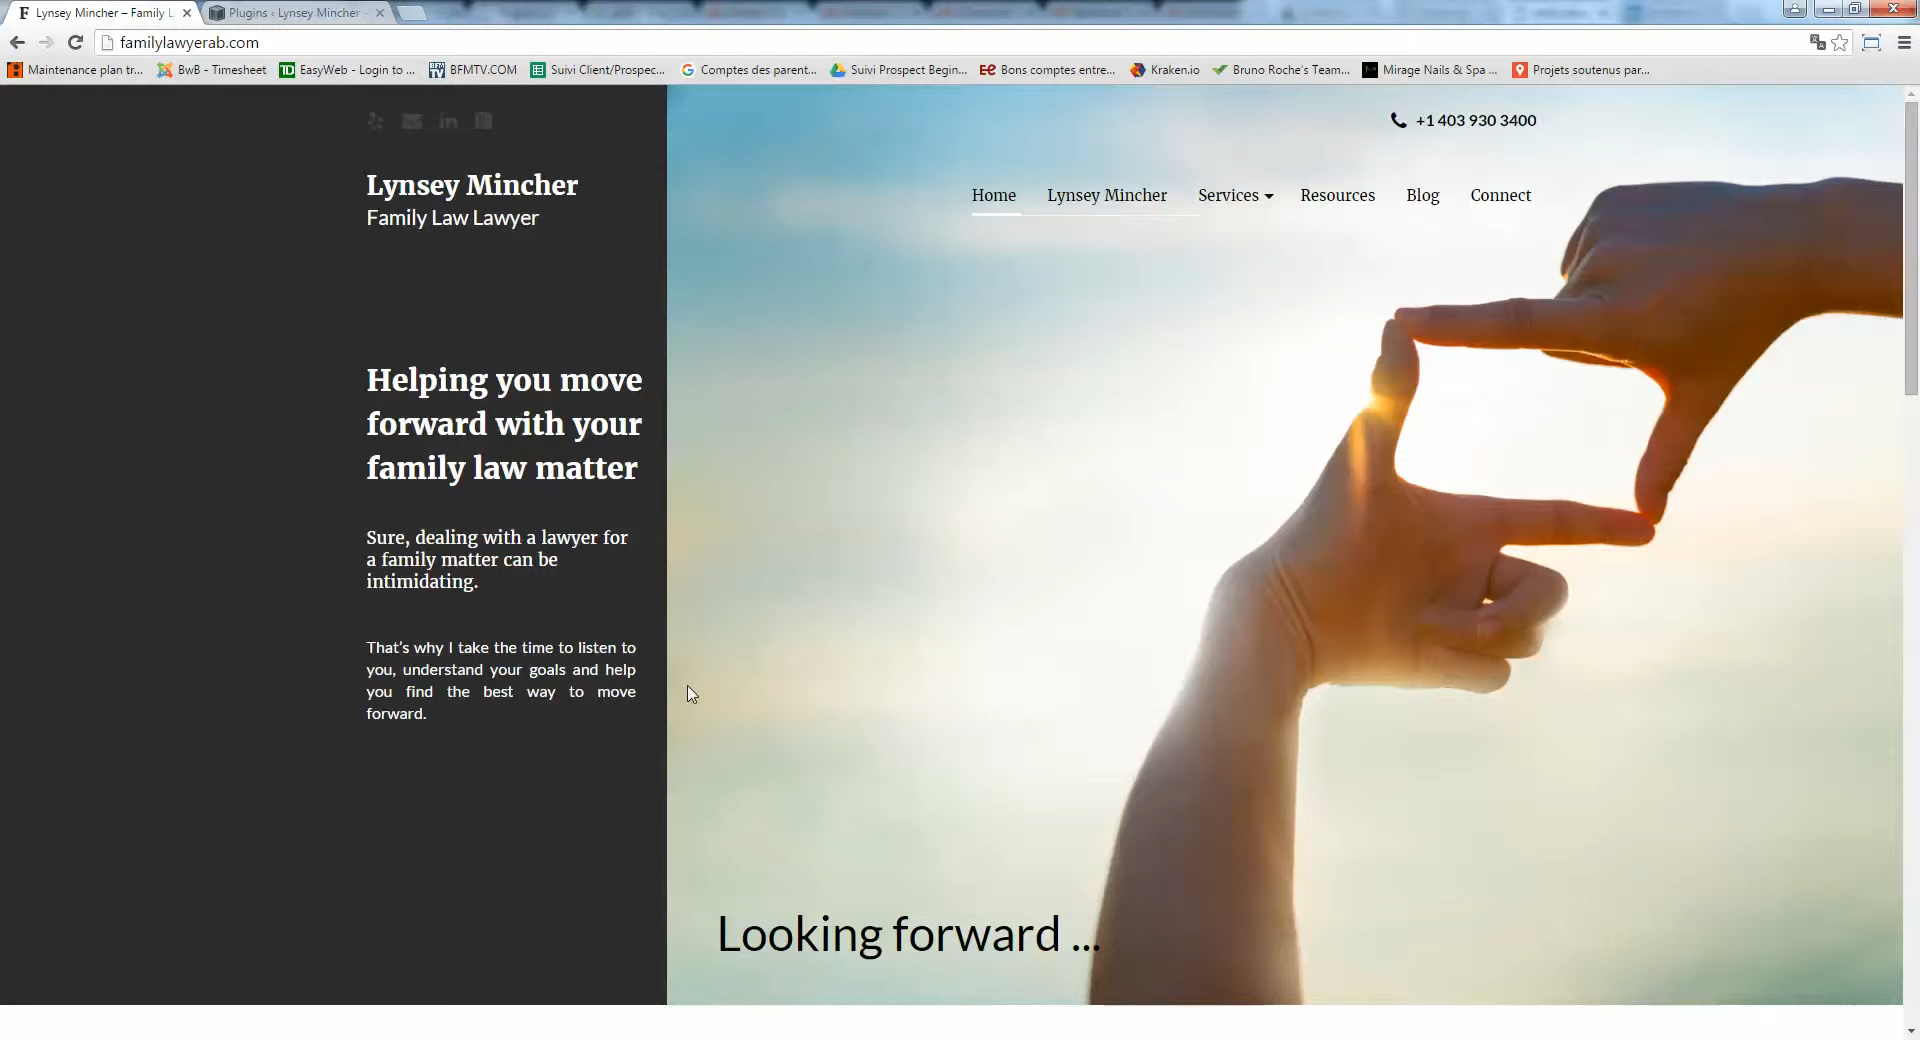 Lynsey Mincher – Family L
Plugins ‹ Lynsey Mincher –
familylawyerab.com
Maintenance plan tr...
BwB - Timesheet
EasyWeb - Login to ...
BFMTV.COM
Suivi Client/Prospec...
Comptes des parent...
Suivi Prospect Begin...
Bons comptes entre...
Kraken.io
Bruno Roche's Team...
Mirage Nails & Spa ...
Projets soutenus par...
+1 403 930 3400
Lynsey Mincher
Family Law Lawyer
Home Lynsey Mincher Services Resources Blog Connect
Helping you move
forward with your
family law matter
Sure, dealing with a lawyer for
a family matter can be
intimidating.
That's why I take the time to listen to
you, understand your goals and help
you find the best way to move
forward.
Looking forward ...